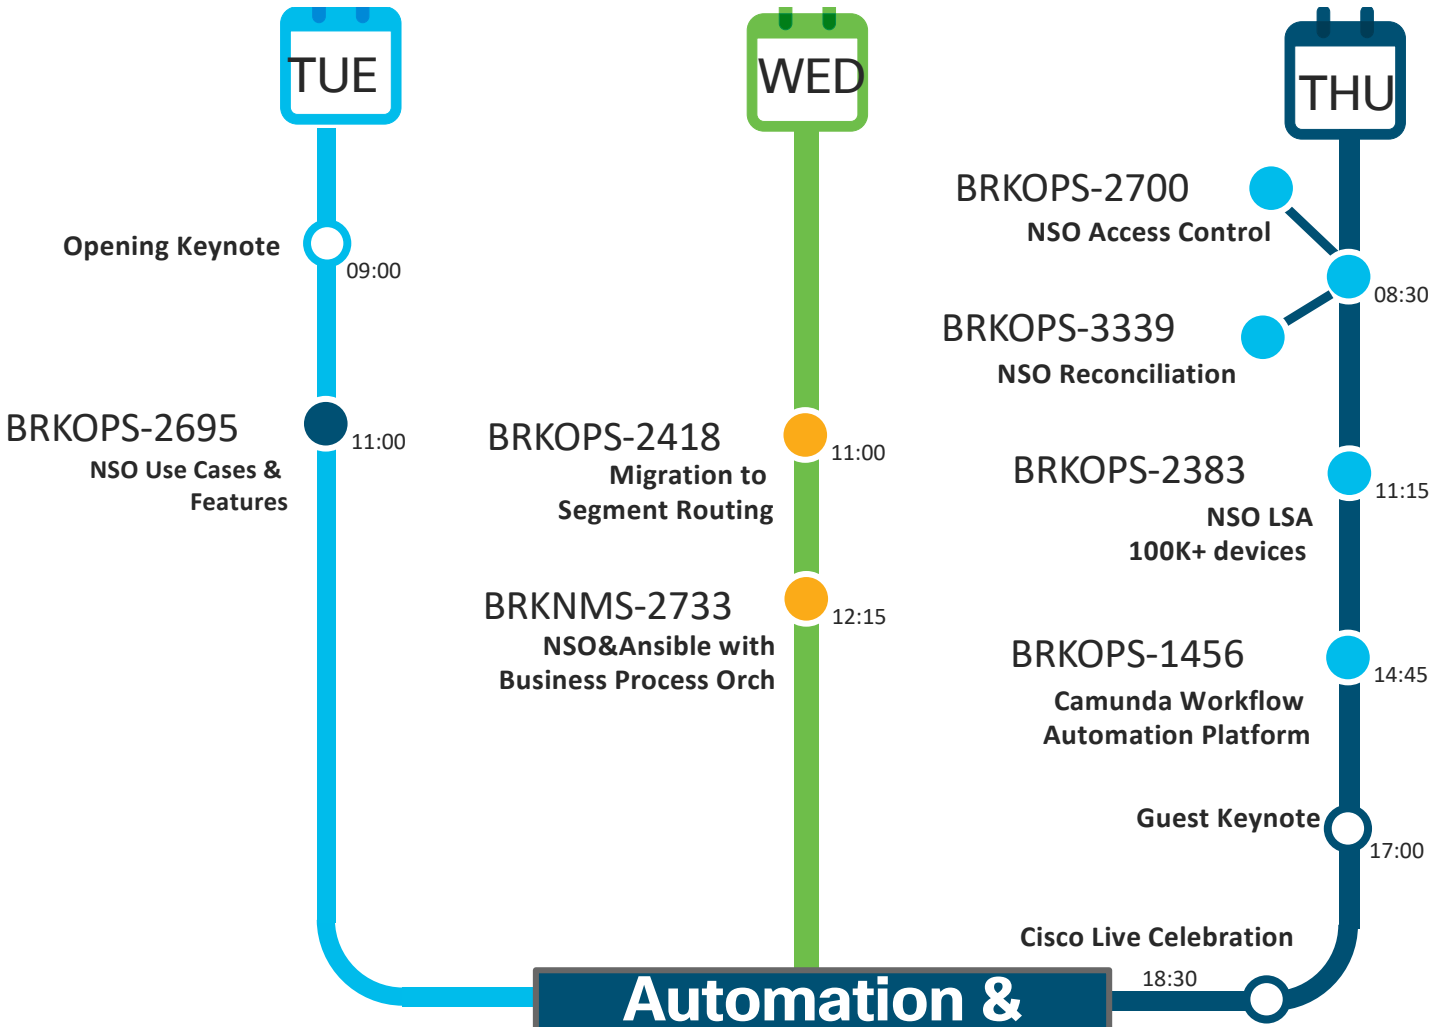 TUE
Opening Keynote
09:00
BRKOPS-2695
11:00
NSO Use Cases &
Features
WED
BRKOPS-2418
11:00
Migration to
Segment Routing
BRKNMS-2733
12:15
NSO&Ansible with
Business Process Orch
THU
BRKOPS-2700
NSO Access Control
08:30
BRKOPS-3339
NSO Reconciliation
BRKOPS-2383
11:15
NSO LSA
100K+ devices
BRKOPS-1456
14:45
Camunda Workflow
Automation Platform
Guest Keynote
17:00
Cisco Live Celebration
18:30
Automation &